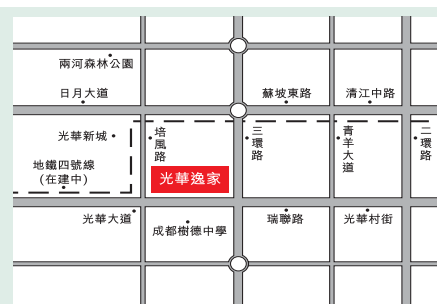 兩河森林公園
日月大道
蘇坡東路
清江中路
光華新城
培風路
三環路
青羊大道
二環路
地鐵四號線
(在建中)
光華逸家
光華大道
成都樹德中學
瑞聯路
光華村街